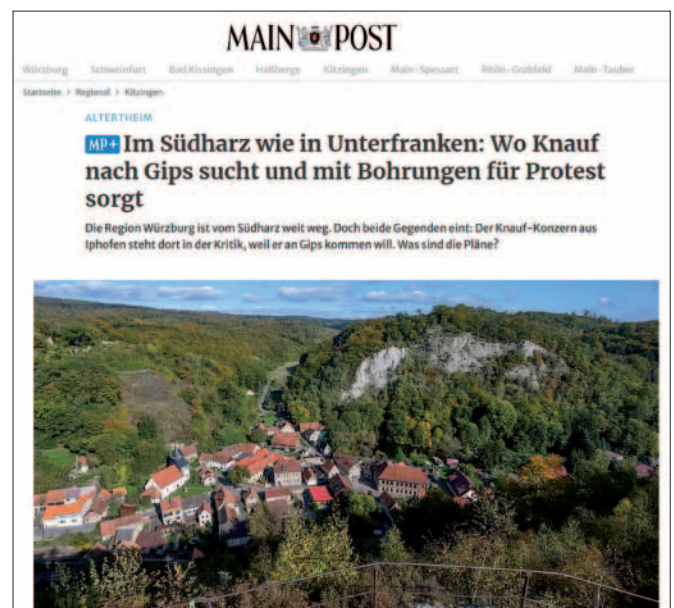 MAIN POST
Würzburg Schweinfurt Bad Kissingen Haßberge Kitzingen Main-Spessart Rhön-Grabfeld Main-Tauber
Startseite > Regional > Kitzingen
ALTERTHEIM
MP+ Im Südharz wie in Unterfranken: Wo Knauf
nach Gips sucht und mit Bohrungen für Protest
sorgt
Die Region Würzburg ist vom Südharz weit weg. Doch beide Gegenden eint: Der Knauf-Konzern aus
Iphofen steht dort in der Kritik, weil er an Gips kommen will. Was sind die Pläne?